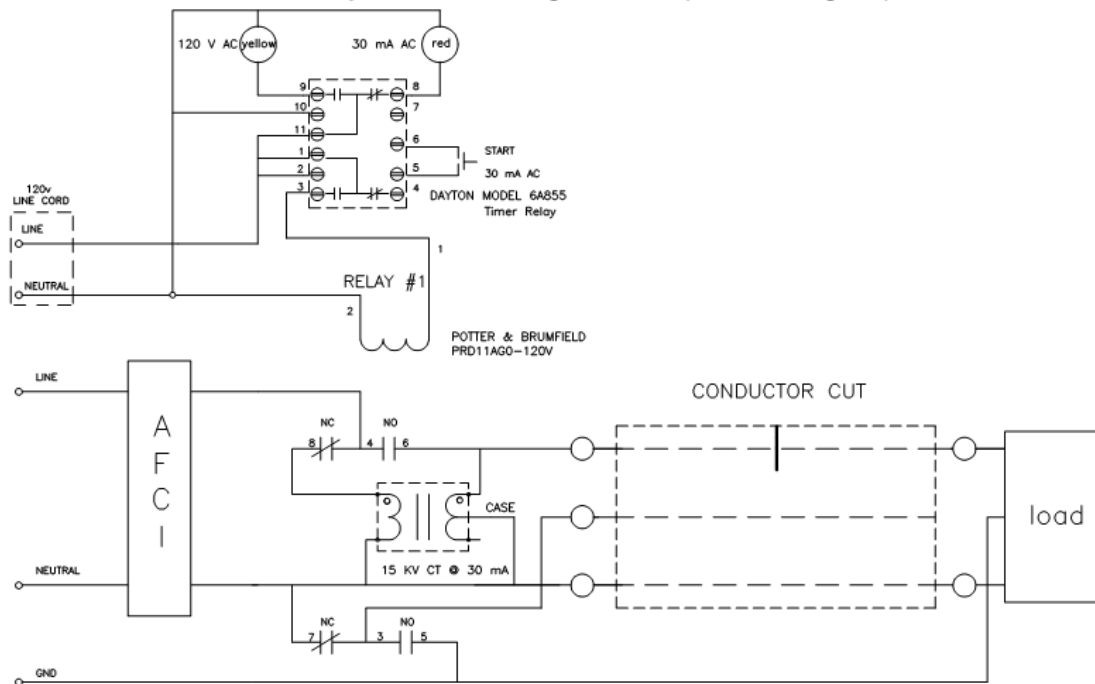 120 V AC yellow
30 mA AC red
9
8
10
7
11
6
1
2
5
3
4
START
30 mA AC
DAYTON MODEL 6A855
Timer Relay
120v
LINE CORD
LINE
NEUTRAL
1
RELAY #1
2
POTTER & BRUMFIELD
PRD11AG0-120V
LINE
AFCI
NC
NO
8
4
6
CASE
15 KV CT @ 30 mA
NEUTRAL
NC
NO
7
3
5
GND
CONDUCTOR CUT
load